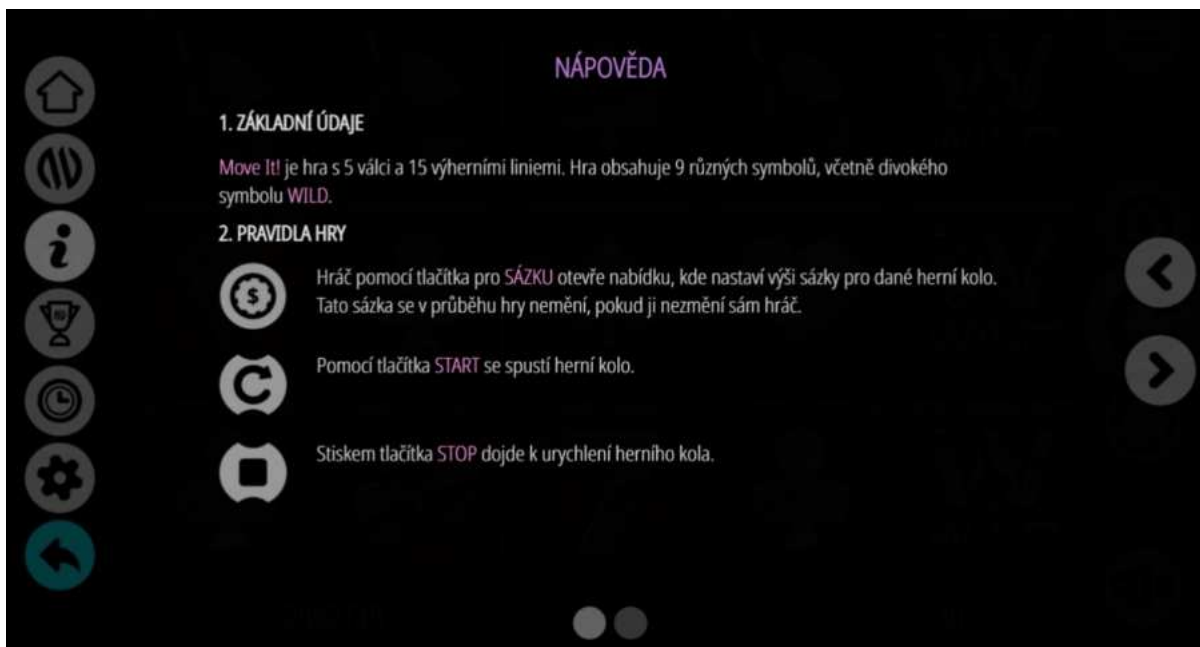 NÁPOVĚDA
1. ZÁKLADNÍ ÚDAJE
Move It! je hra s 5 válci a 15 výherními liniemi. Hra obsahuje 9 různých symbolů, včetně divokého
symbolu WILD.
2. PRAVIDLA HRY
Hráč pomocí tlačítka pro SÁZKU otevře nabídku, kde nastaví výši sázky pro dané herní kolo.
Tato sázka se v průběhu hry nemění, pokud ji nezmění sám hráč.
Pomocí tlačítka START se spustí herní kolo.
Stiskem tlačítka STOP dojde k urychlení herního kola.